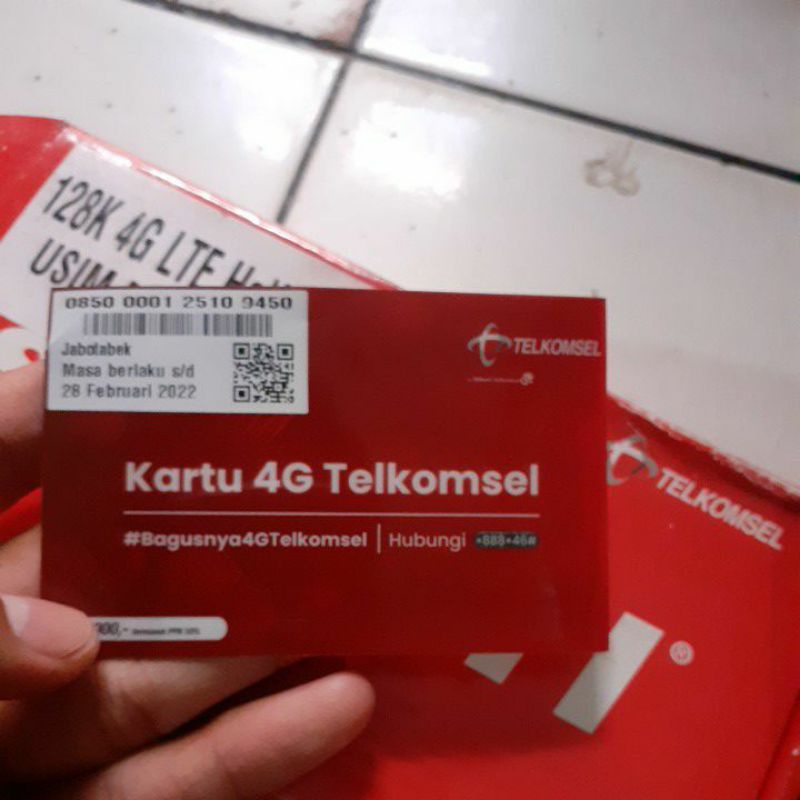 128K 4G LTE
USIM
0850 0001 2510 9450
Jabotabek
Masa berlaku s/d
28 Februari 2022
TELKOMSEL
Kartu 4G Telkomsel
#Bagusnya4GTelkomsel | Hubungi *888*46#
TELKOMSEL
®